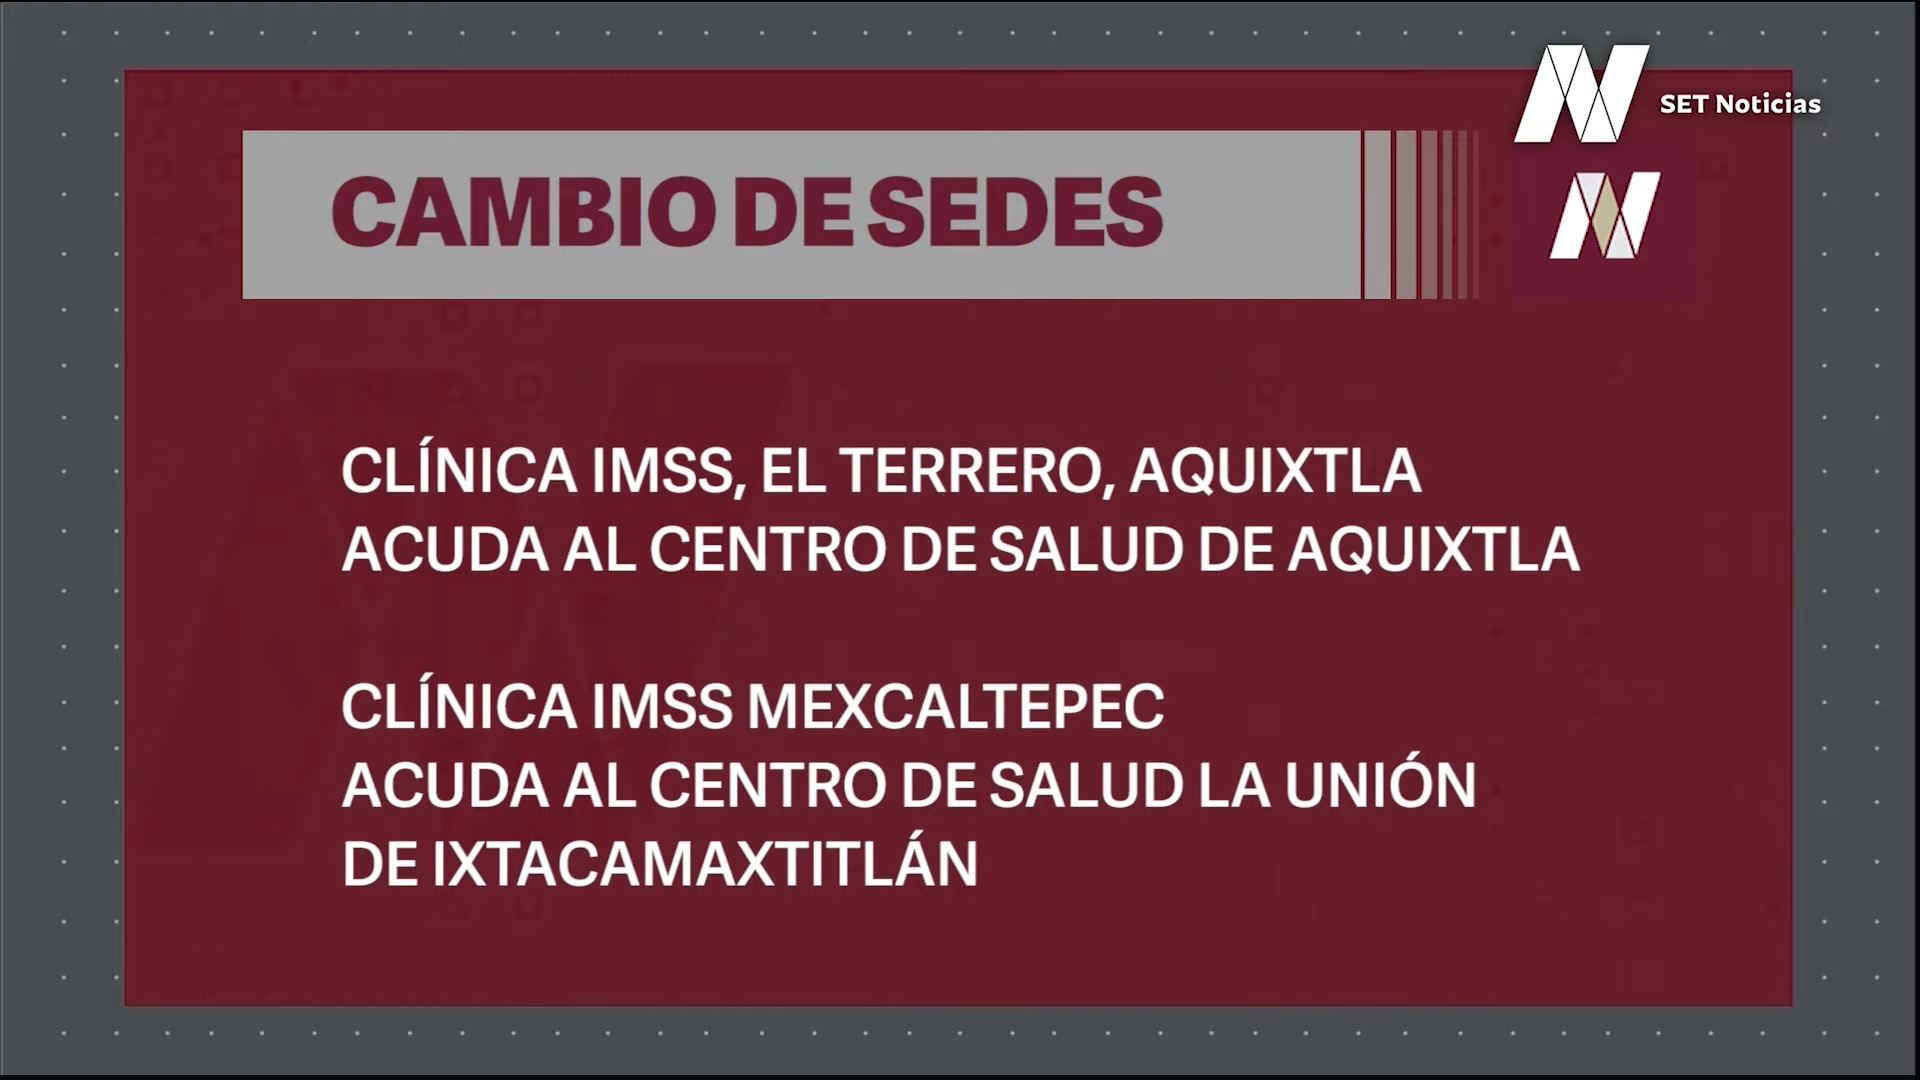 SET Noticias
CAMBIO DE SEDES
CLÍNICA IMSS, EL TERRERO, AQUIXTLA
ACUDA AL CENTRO DE SALUD DE AQUIXTLA
CLÍNICA IMSS MEXCALTEPEC
ACUDA AL CENTRO DE SALUD LA UNIÓN
DE IXTACAMAXTITLÁN